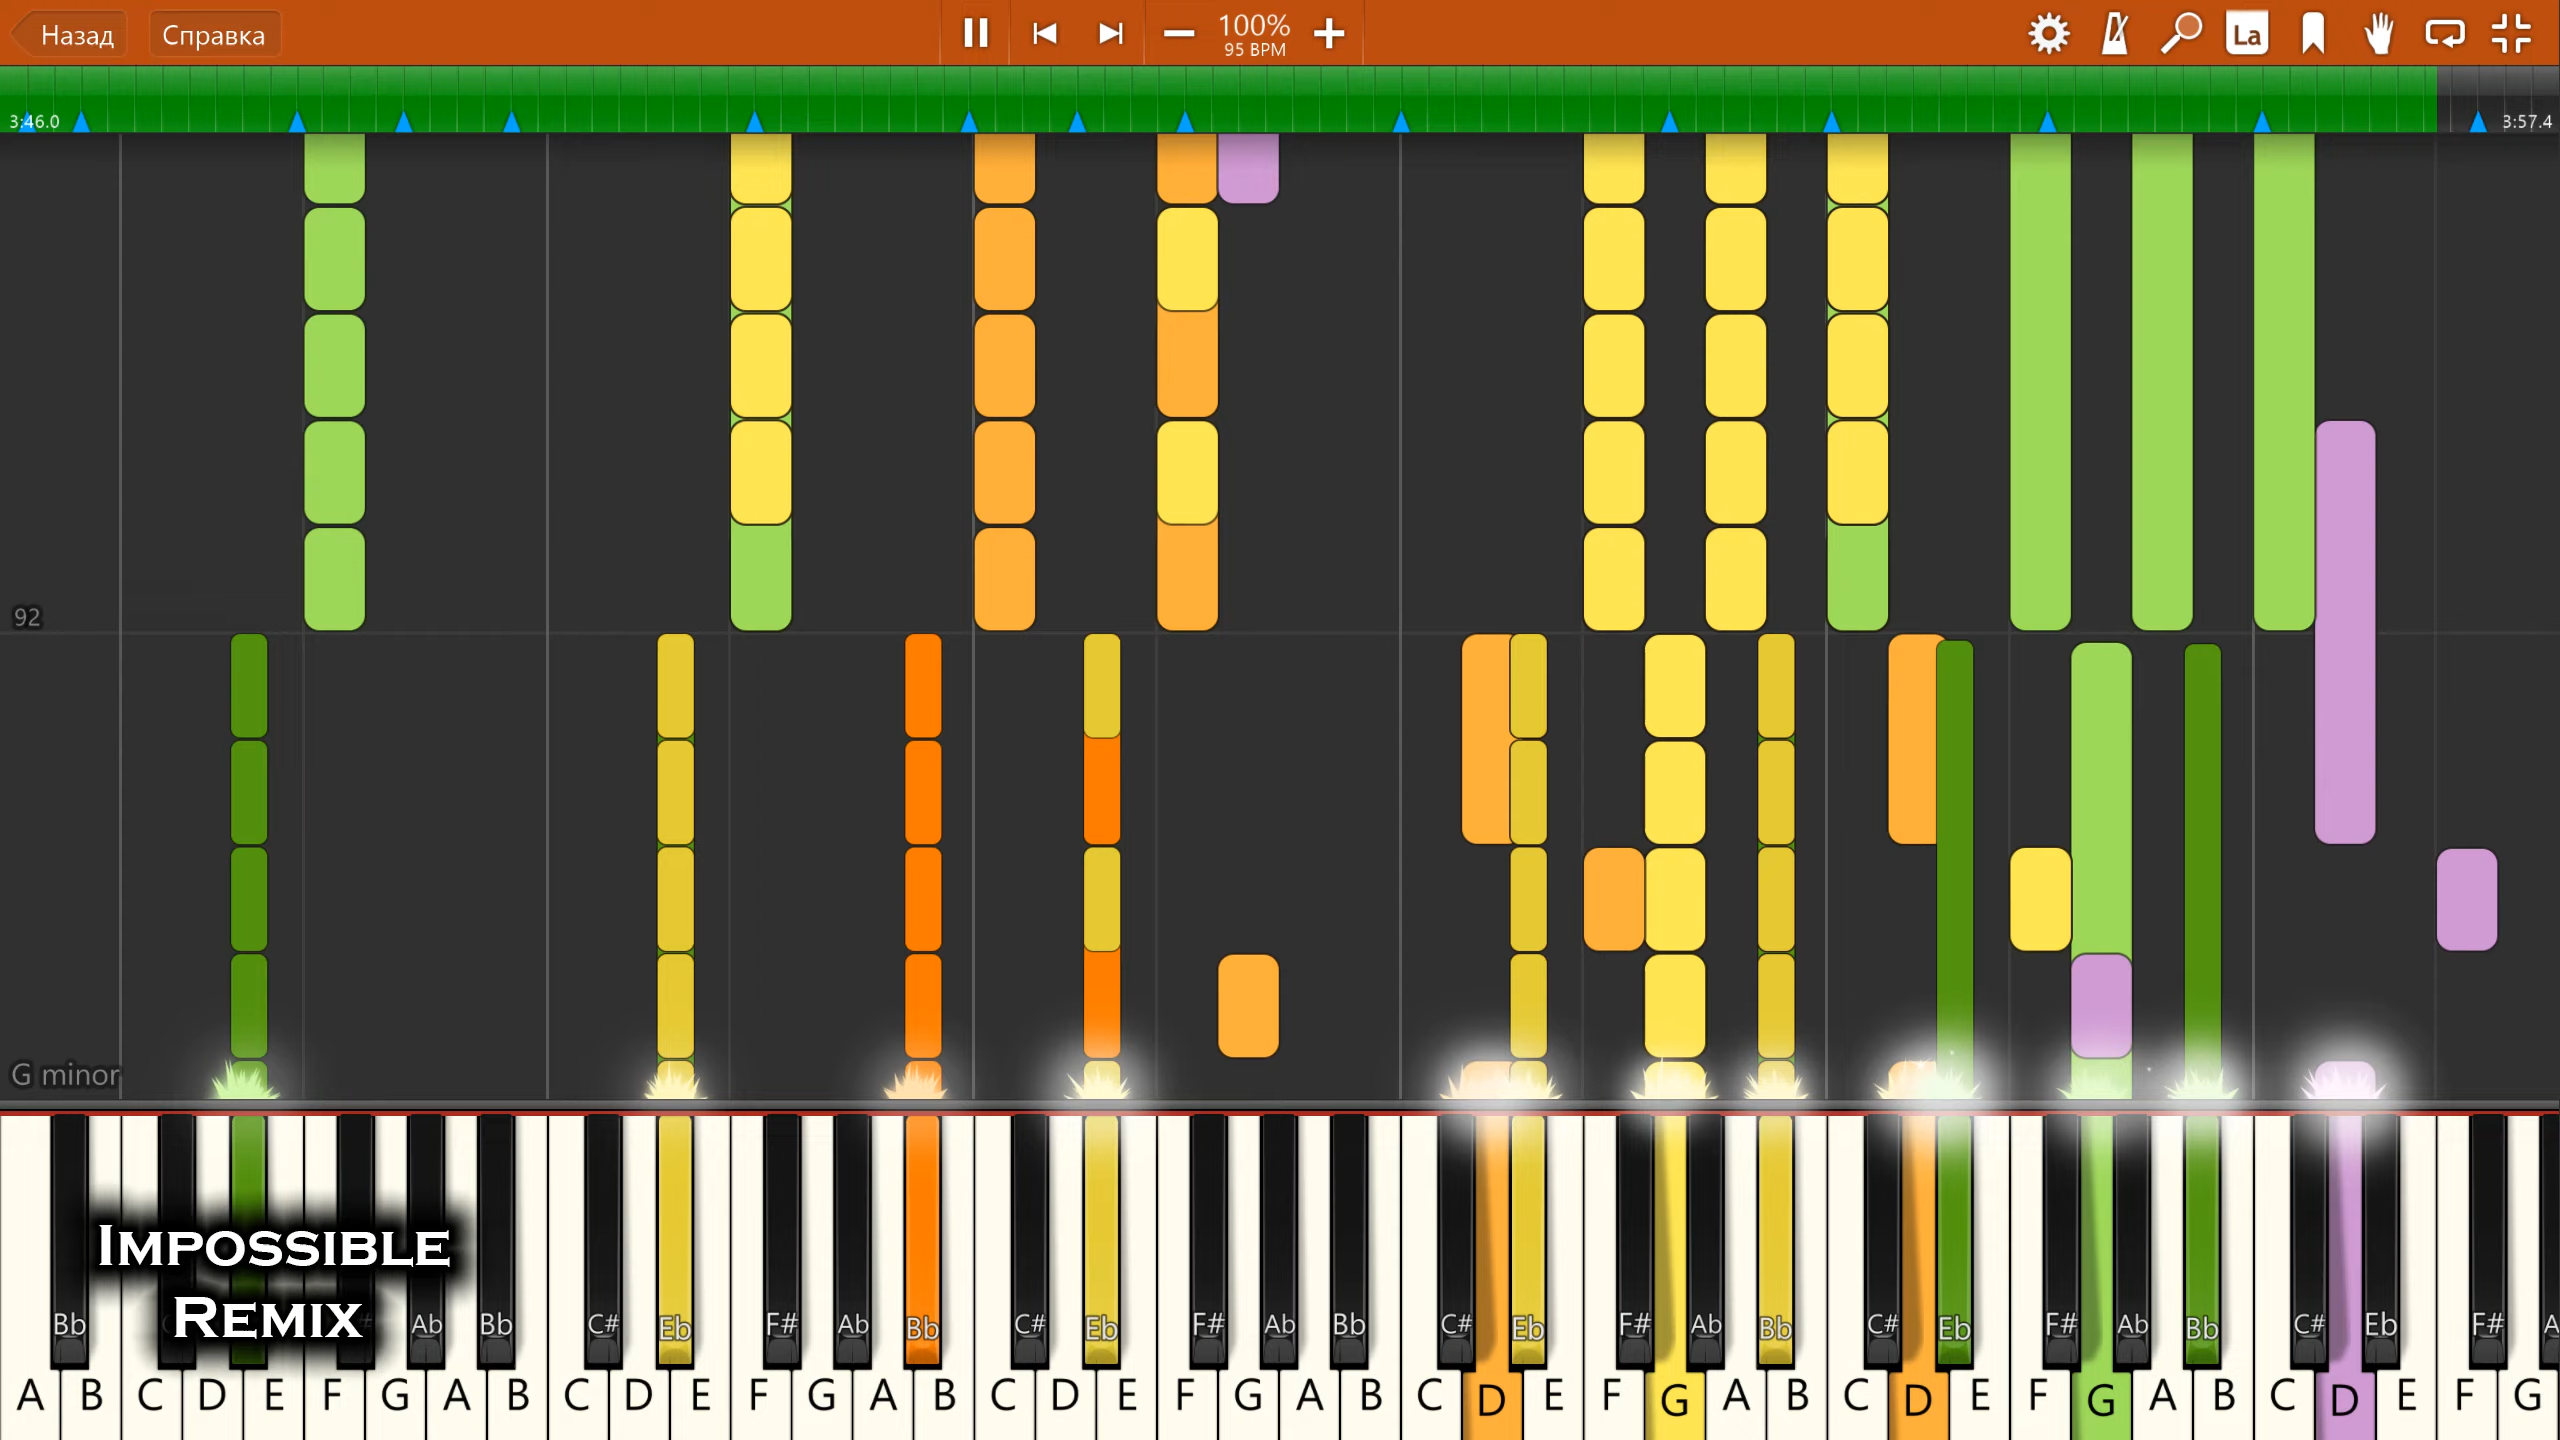 Назад Справка 100%
95 BPM
La
3:46.0 3:57.4
92
G minor
IMPOSSIBLE
REMIX
Bb Ab Bb C# Eb F# Ab Bb C# Eb F# Ab Bb C# Eb F# Ab Bb C# Eb F# Ab Bb C# Eb F#
A B C D E F G A B C D E F G A B C D E F G A B C D E F G A B C D E F G A B C D E F G